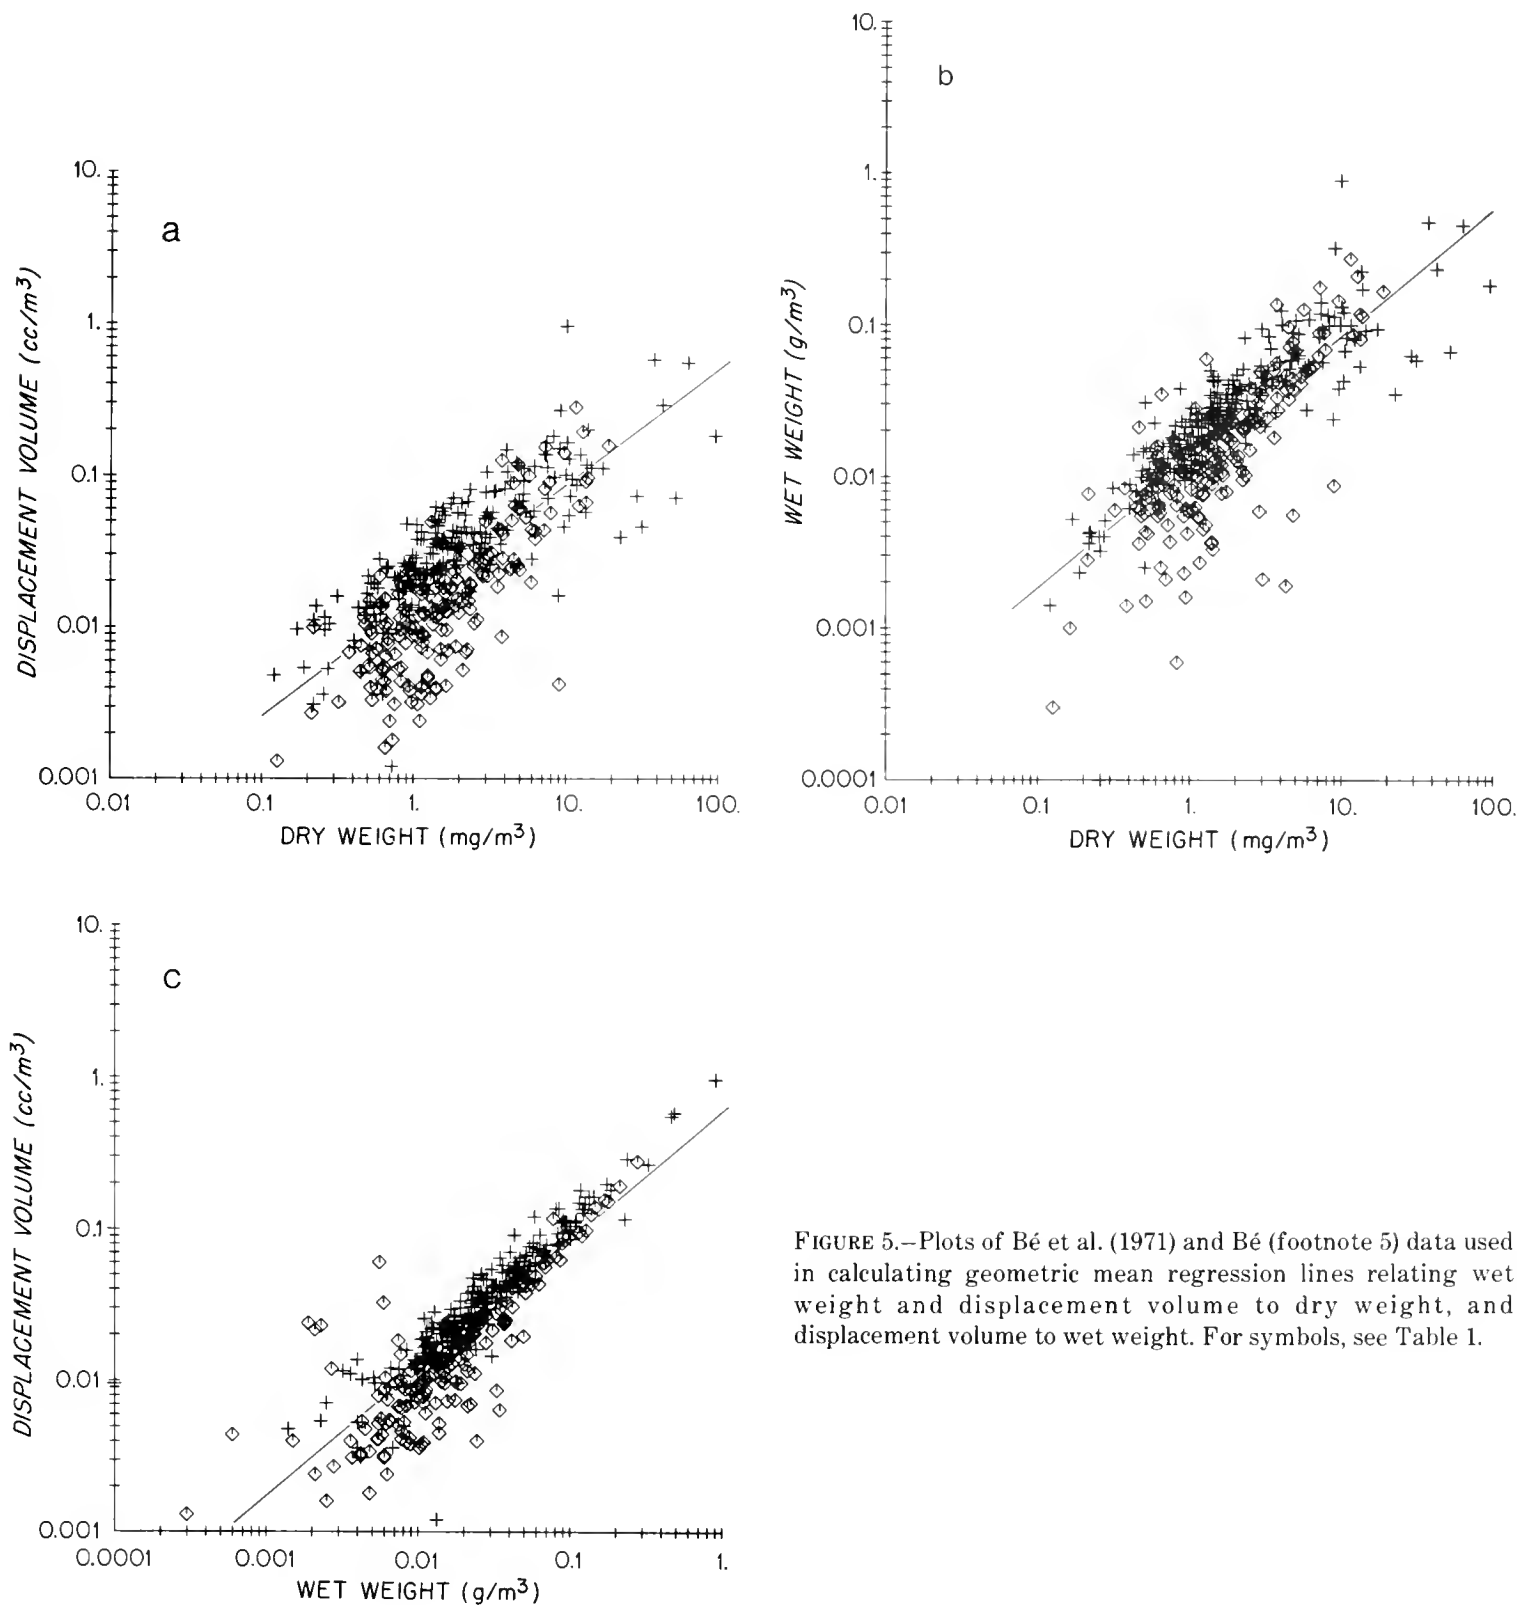 a
DISPLACEMENT VOLUME (cc/m³)
10.
1.
0.1
0.01
0.001
0.01 0.1 1. 10. 100.
DRY WEIGHT (mg/m³)
b
WET WEIGHT (g/m³)
10.
1.
0.1
0.01
0.001
0.0001
0.01 0.1 1. 10. 100.
DRY WEIGHT (mg/m³)
c
DISPLACEMENT VOLUME (cc/m³)
10.
1.
0.1
0.01
0.001
0.0001 0.001 0.01 0.1 1.
WET WEIGHT (g/m³)
FIGURE 5.—Plots of Bé et al. (1971) and Bé (footnote 5) data used
in calculating geometric mean regression lines relating wet
weight and displacement volume to dry weight, and
displacement volume to wet weight. For symbols, see Table 1.